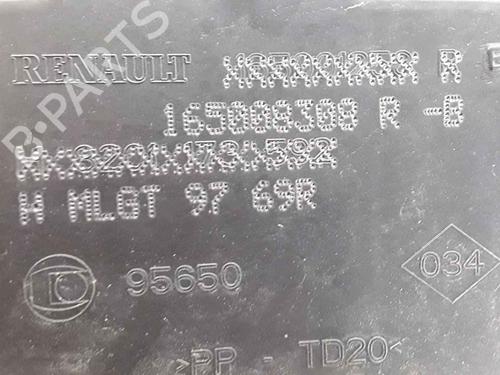 RENAULT R
165008308 R -B
H MLGT 97 69R
95650
034
>PP - TD20<
B-PARTS